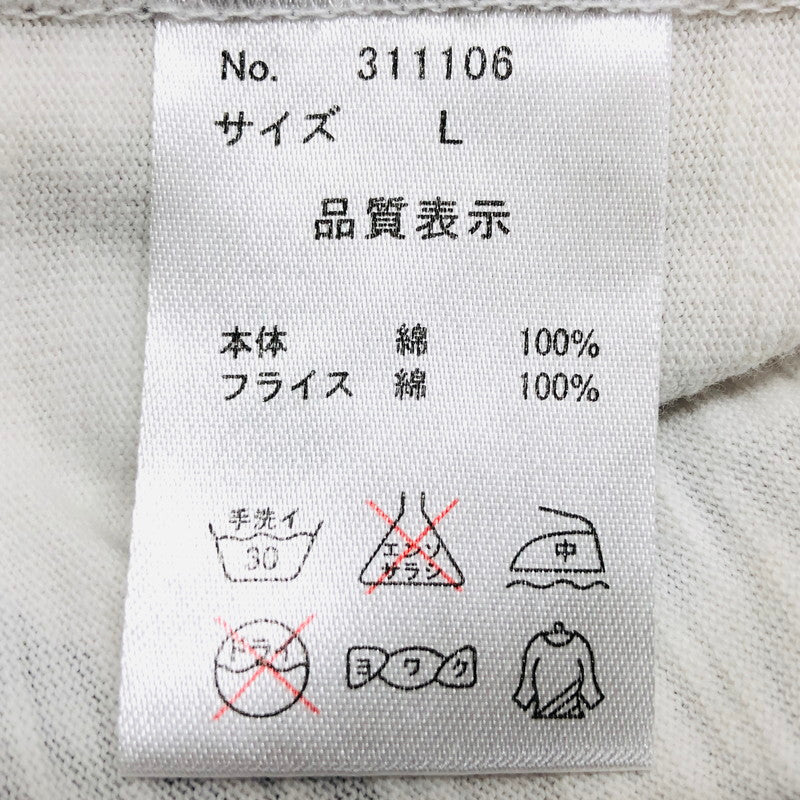 No. 311106
サイズ L
品質表示
本体 綿 100%
フライス 綿 100%
手洗イ
30
エンソ
サラシ
中
ドライ
ヨワク